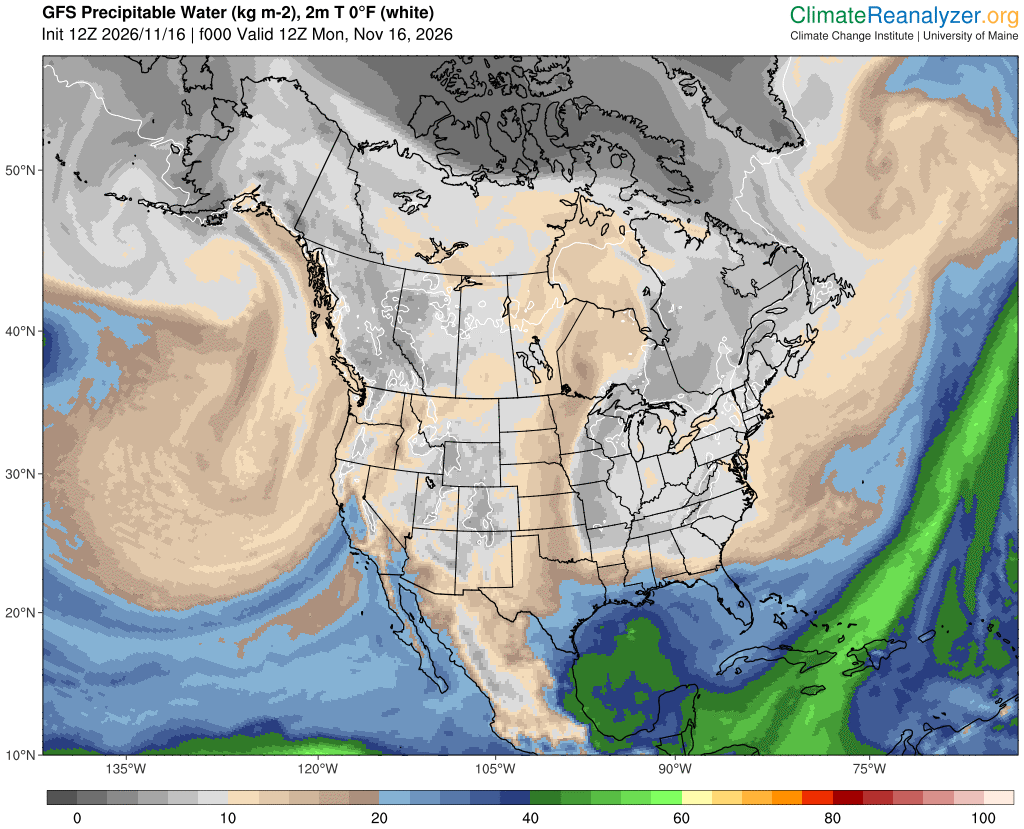 GFS Precipitable Water (kg m-2), 2m T 0°F (white)
Init 12Z 2026/11/16 | f000 Valid 12Z Mon, Nov 16, 2026
ClimateReanalyzer.org
Climate Change Institute | University of Maine
50°N
40°N
30°N
20°N
10°N
135°W 120°W 105°W 90°W 75°W
0 10 20 40 60 80 100